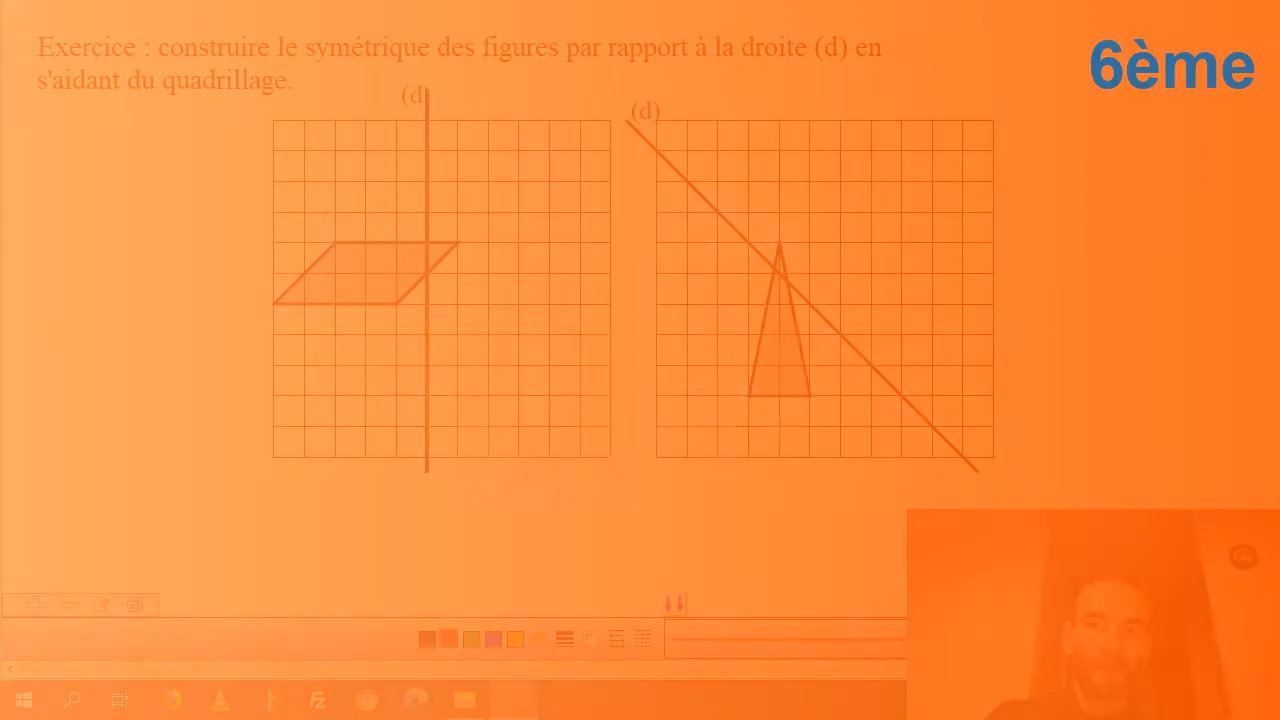 Exercice : construire le symétrique des figures par rapport à la droite (d) en
s'aidant du quadrillage.
6ème
(d)
(d)